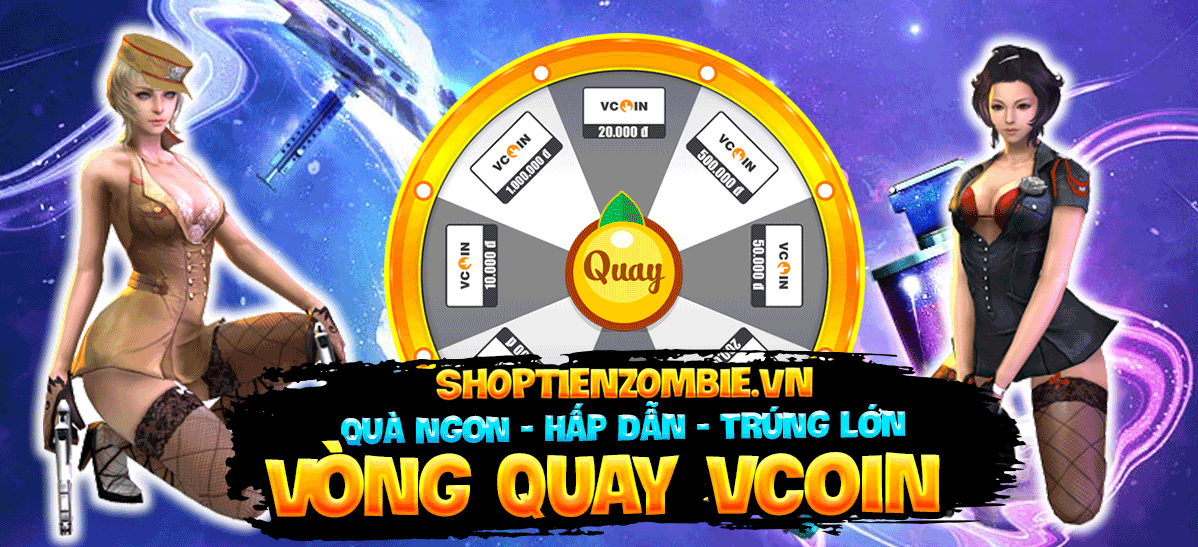 VCOIN
20.000 đ
VCOIN
1.000.000 đ
VCOIN
500.000 đ
VCOIN
10.000 đ
VCOIN
50.000 đ
Quay
SHOPTIENZOMBIE.VN
QUÀ NGON - HẤP DẪN - TRÚNG LỚN
VÒNG QUAY VCOIN